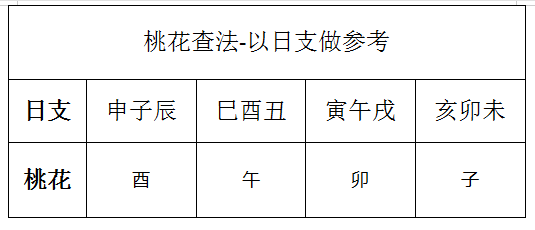 桃花查法-以日支做参考
日支 申子辰 巳酉丑 寅午戌 亥卯未
桃花 酉 午 卯 子